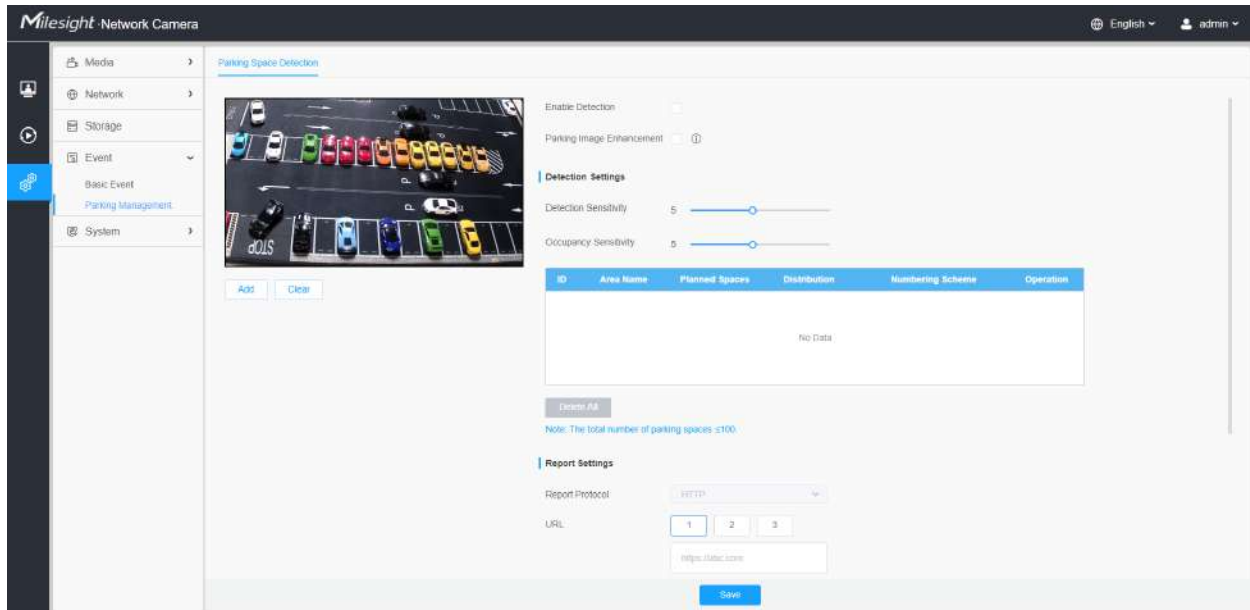 Milesight Network Camera
English
admin
Media
Network
Storage
Event
Basic Event
Parking Management
System
Parking Space Detection
P
P
STOP
Add
Clear
Enable Detection
Parking Image Enhancement
Detection Settings
Detection Sensitivity 5
Occupancy Sensitivity 5
ID Area Name Planned Spaces Distribution Numbering Scheme Operation
No Data
Delete All
Note: The total number of parking spaces ≤100.
Report Settings
Report Protocol HTTP
URL 1 2 3
Save